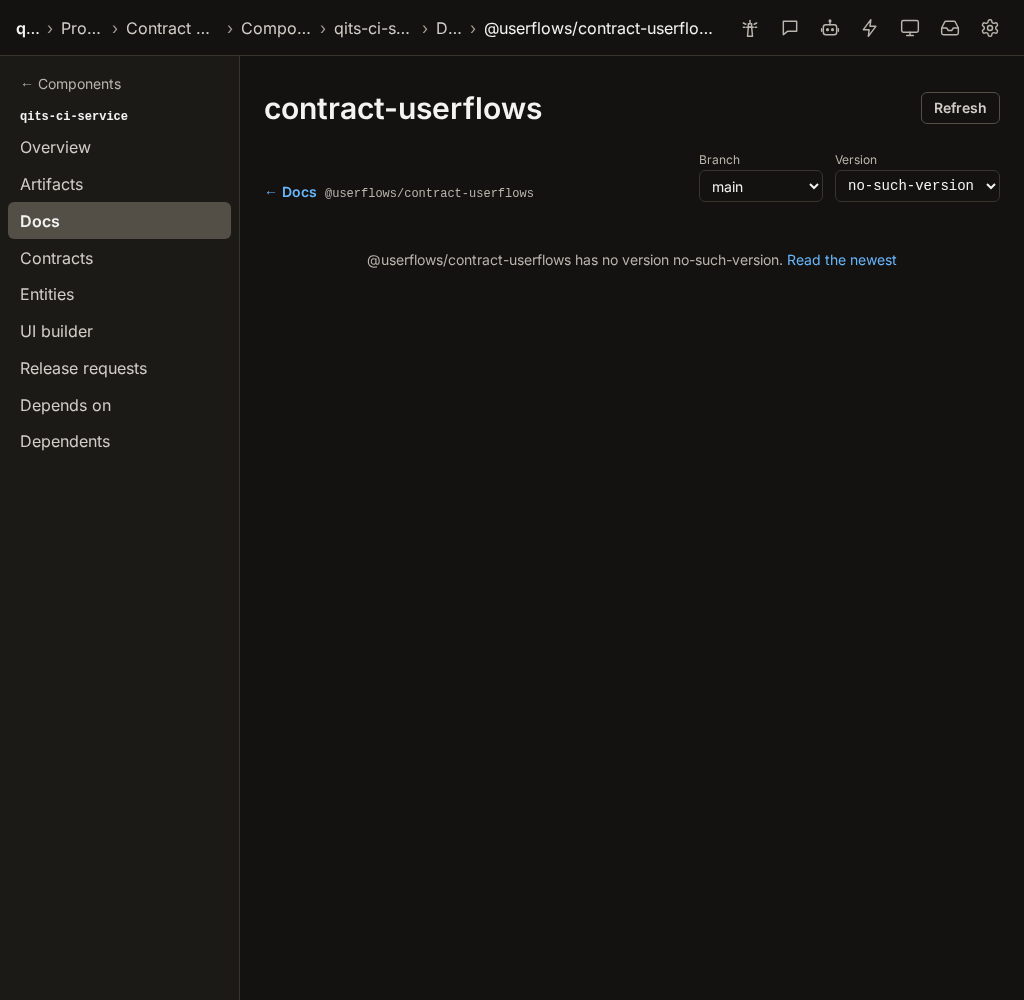 q... › Pro... › Contract ... › Compo... › qits-ci-s... › D... › @userflows/contract-userflo...
← Components
qits-ci-service
Overview
Artifacts
Docs
Contracts
Entities
UI builder
Release requests
Depends on
Dependents
contract-userflows
Refresh
Branch
Version
← Docs @userflows/contract-userflows
main
no-such-version
@userflows/contract-userflows has no version no-such-version. Read the newest